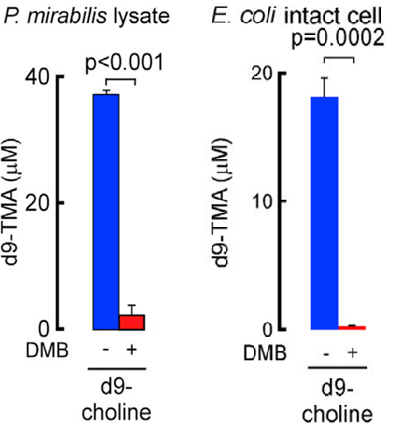 P. mirabilis lysate
p<0.001
d9-TMA (μM)
40
20
0
DMB - +
d9-
choline
E. coli intact cell
p=0.0002
d9-TMA (μM)
20
10
0
DMB - +
d9-
choline